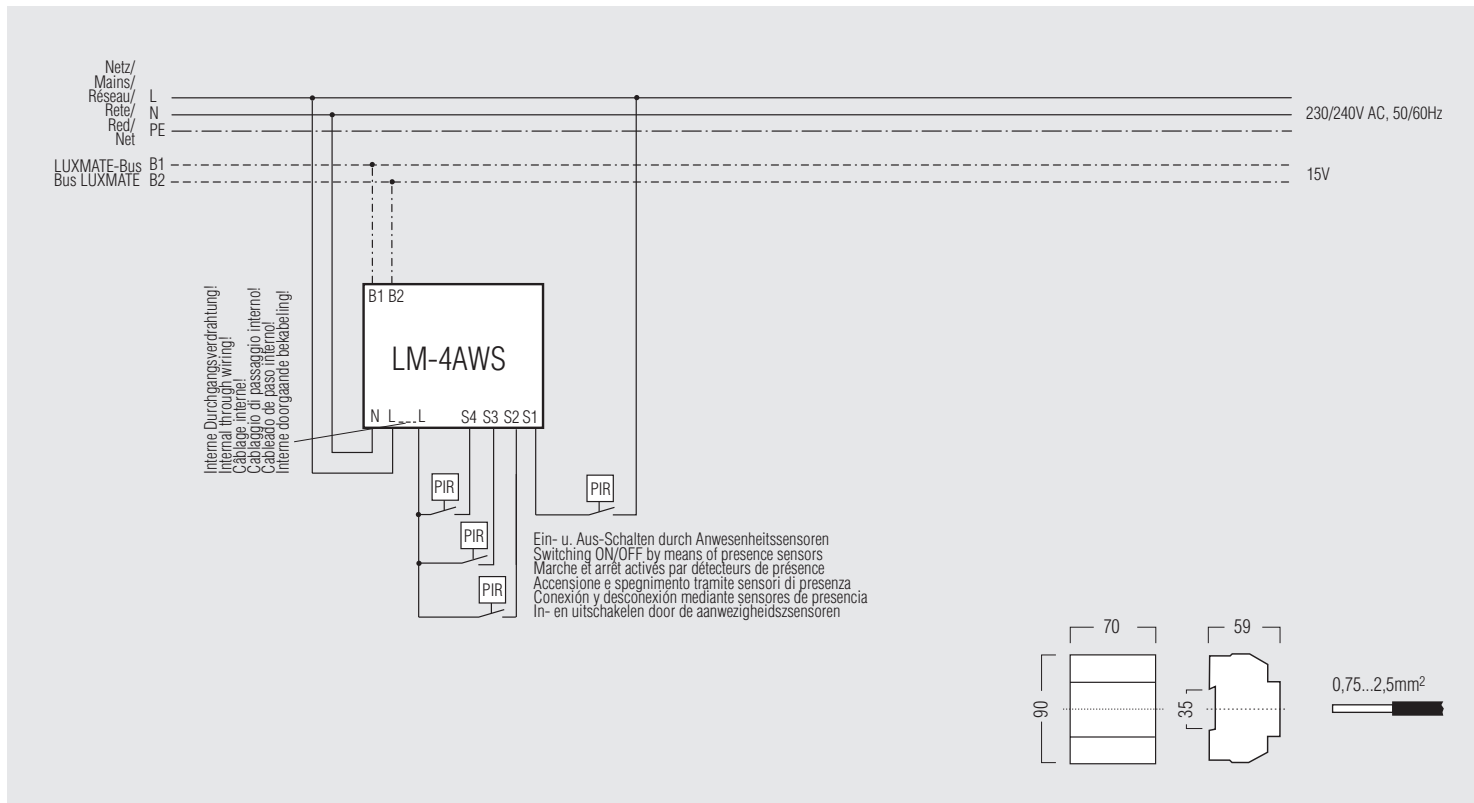 Netz/
Mains/
Réseau/ L
Rete/ N
Red/ PE
Net
230/240V AC, 50/60Hz
LUXMATE-Bus B1
Bus LUXMATE B2
15V
B1 B2
LM-4AWS
N L L S4 S3 S2 S1
Interne Durchgangsverdrahtung!
Internal through wiring!
Câblage interne!
Cablaggio di passaggio interno!
Cableado de paso interno!
Interne doorgaande bekabeling!
PIR
PIR
PIR
PIR
Ein- u. Aus-Schalten durch Anwesenheitssensoren
Switching ON/OFF by means of presence sensors
Marche et arrêt activés par détecteurs de présence
Accensione e spegnimento tramite sensori di presenza
Conexión y desconexión mediante sensores de presencia
In- en uitschakelen door de aanwezigheidszsensoren
70
59
90
35
0,75...2,5mm²